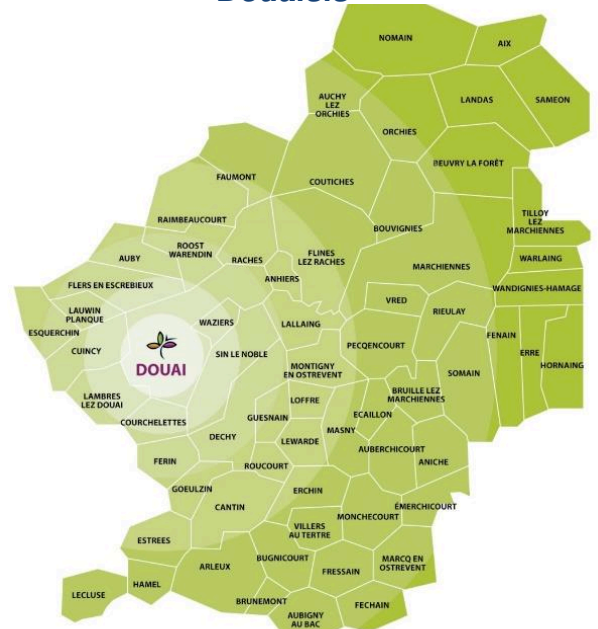 Douaisis
NOMAIN
AIX
AUCHY
LEZ
ORCHIES
LANDAS
SAMEON
ORCHIES
BEUVRY LA FORÊT
FAUMONT
COUTICHES
TILLOY
LEZ
MARCHIENNES
RAIMBEAUCOURT
BOUVIGNIES
ROOST
WARENDIN
FLINES
LEZ RACHES
AUBY
RACHES
WARLAING
MARCHIENNES
ANHIERS
FLERS EN ESCREBIEUX
WANDIGNIES-HAMAGE
VRED
RIEULAY
LAUWIN
PLANQUE
WAZIERS
LALLAING
ESQUERCHIN
FENAIN
CUINCY
SIN LE NOBLE
PECQENCOURT
ERRE
HORNAING
DOUAI
MONTIGNY
EN OSTREVENT
SOMAIN
BRUILLE LEZ
MARCHIENNES
LAMBRES
LEZ DOUAI
LOFFRE
ECAILLON
COURCHELETTES
GUESNAIN
MASNY
DECHY
LEWARDE
AUBERCHICOURT
FERIN
ROUCOURT
ANICHE
GOEULZIN
ERCHIN
CANTIN
ÉMERCHICOURT
MONCHECOURT
VILLERS
AU TERTRE
ESTREES
BUGNICOURT
MARCQ EN
OSTREVENT
ARLEUX
FRESSAIN
HAMEL
LECLUSE
BRUNEMONT
FECHAIN
AUBIGNY
AU BAC